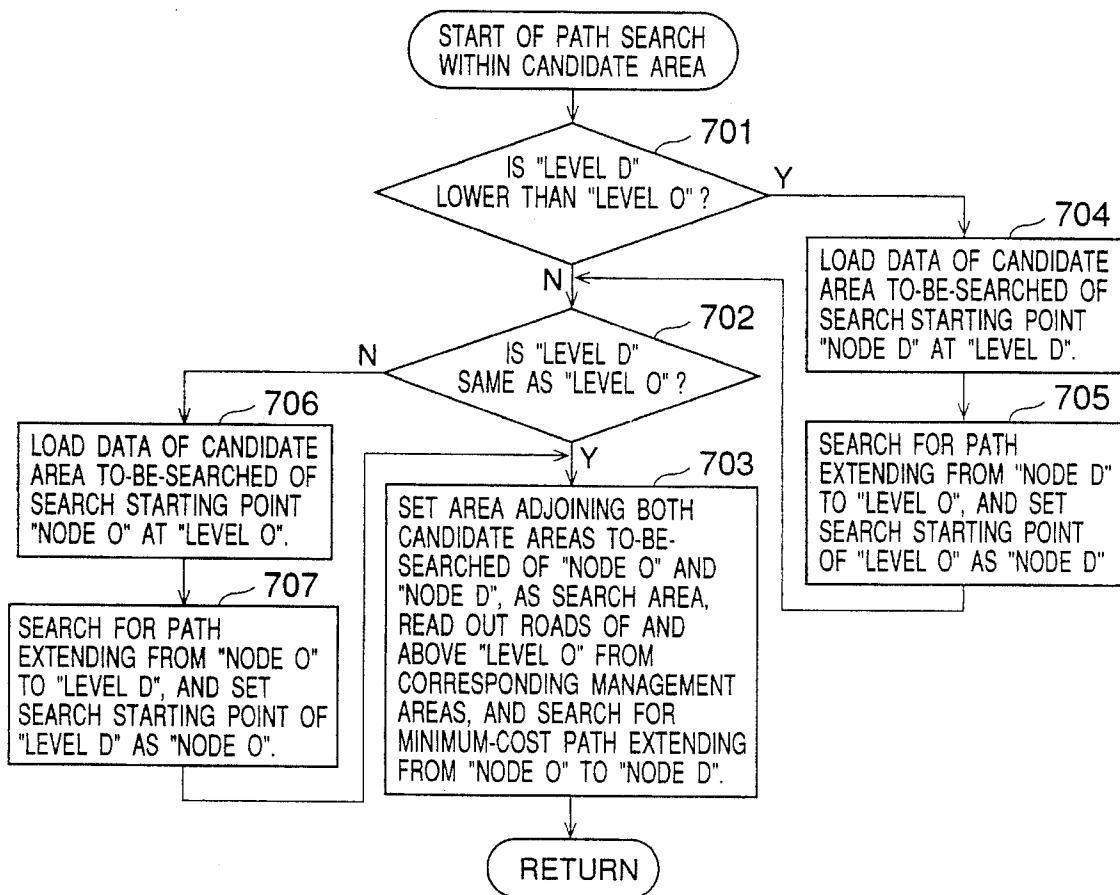 START OF PATH SEARCH
WITHIN CANDIDATE AREA
701
IS "LEVEL D"
LOWER THAN "LEVEL O" ?
Y
N
704
LOAD DATA OF CANDIDATE
AREA TO-BE-SEARCHED OF
SEARCH STARTING POINT
"NODE D" AT "LEVEL D".
705
SEARCH FOR PATH
EXTENDING FROM "NODE D"
TO "LEVEL O", AND SET
SEARCH STARTING POINT
OF "LEVEL O" AS "NODE D"
702
IS "LEVEL D"
SAME AS "LEVEL O" ?
N
Y
706
LOAD DATA OF CANDIDATE
AREA TO-BE-SEARCHED OF
SEARCH STARTING POINT
"NODE O" AT "LEVEL O".
707
SEARCH FOR PATH
EXTENDING FROM "NODE O"
TO "LEVEL D", AND SET
SEARCH STARTING POINT OF
"LEVEL D" AS "NODE O".
703
SET AREA ADJOINING BOTH
CANDIDATE AREAS TO-BE-
SEARCHED OF "NODE O" AND
"NODE D", AS SEARCH AREA,
READ OUT ROADS OF AND
ABOVE "LEVEL O" FROM
CORRESPONDING MANAGEMENT
AREAS, AND SEARCH FOR
MINIMUM-COST PATH EXTENDING
FROM "NODE O" TO "NODE D".
RETURN